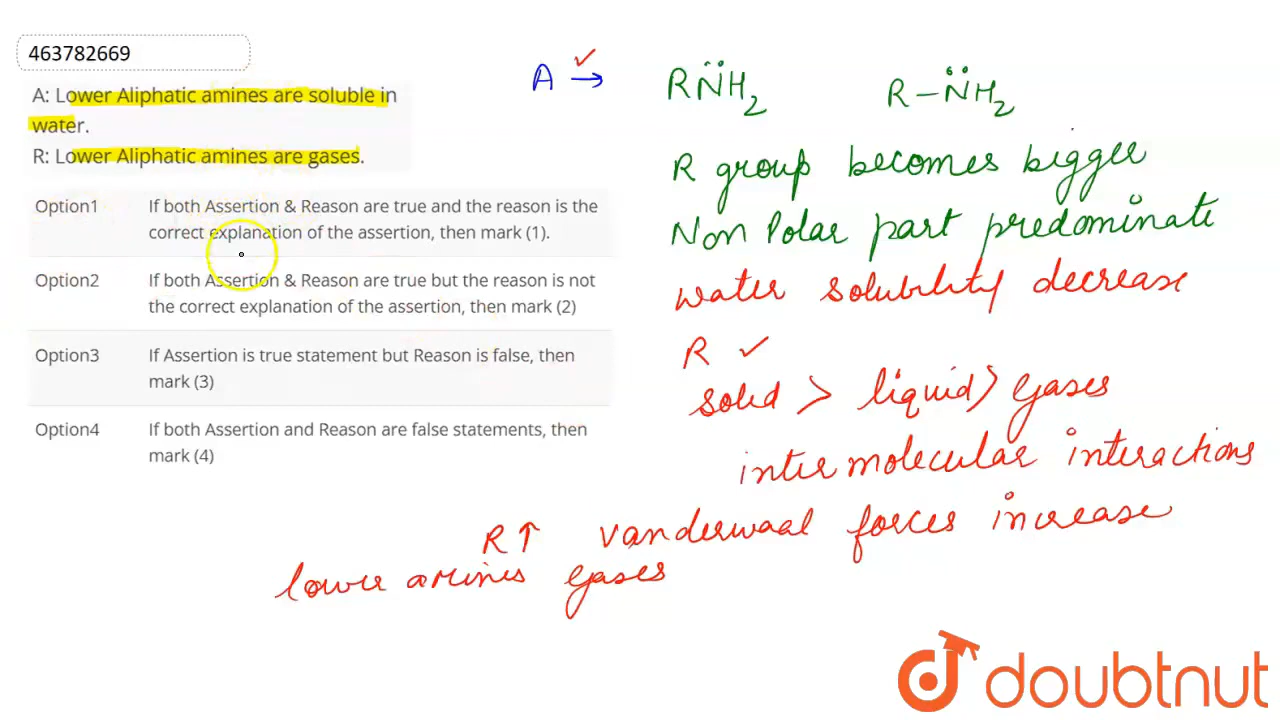 463782669
A: Lower Aliphatic amines are soluble in
water.
R: Lower Aliphatic amines are gases.
Option1 If both Assertion & Reason are true and the reason is the
correct explanation of the assertion, then mark (1).
Option2 If both Assertion & Reason are true but the reason is not
the correct explanation of the assertion, then mark (2)
Option3 If Assertion is true statement but Reason is false, then
mark (3)
Option4 If both Assertion and Reason are false statements, then
mark (4)
A ✓ → RN̈H₂ R–N̈H₂
R group becomes bigger
Non Polar part predominate
water solubility decrease
R ✓
solid > liquid > gases
intermolecular interactions
R↑ vanderwaal forces increase
lower amines gases
doubtnut